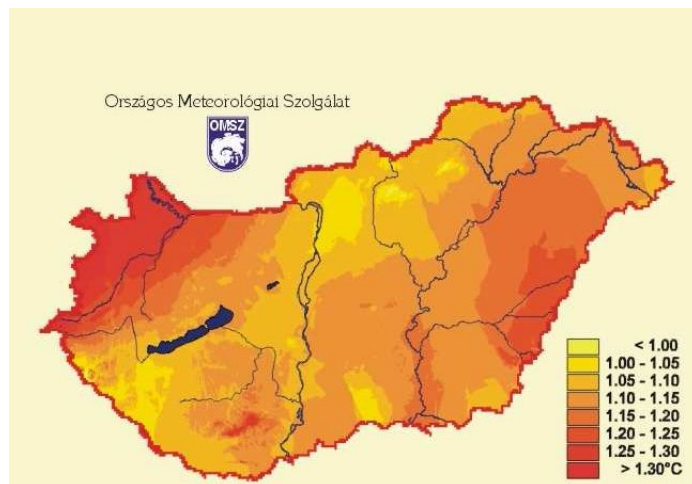 Országos Meteorológiai Szolgálat
OMSZ
< 1.00
1.00 - 1.05
1.05 - 1.10
1.10 - 1.15
1.15 - 1.20
1.20 - 1.25
1.25 - 1.30
> 1.30°C